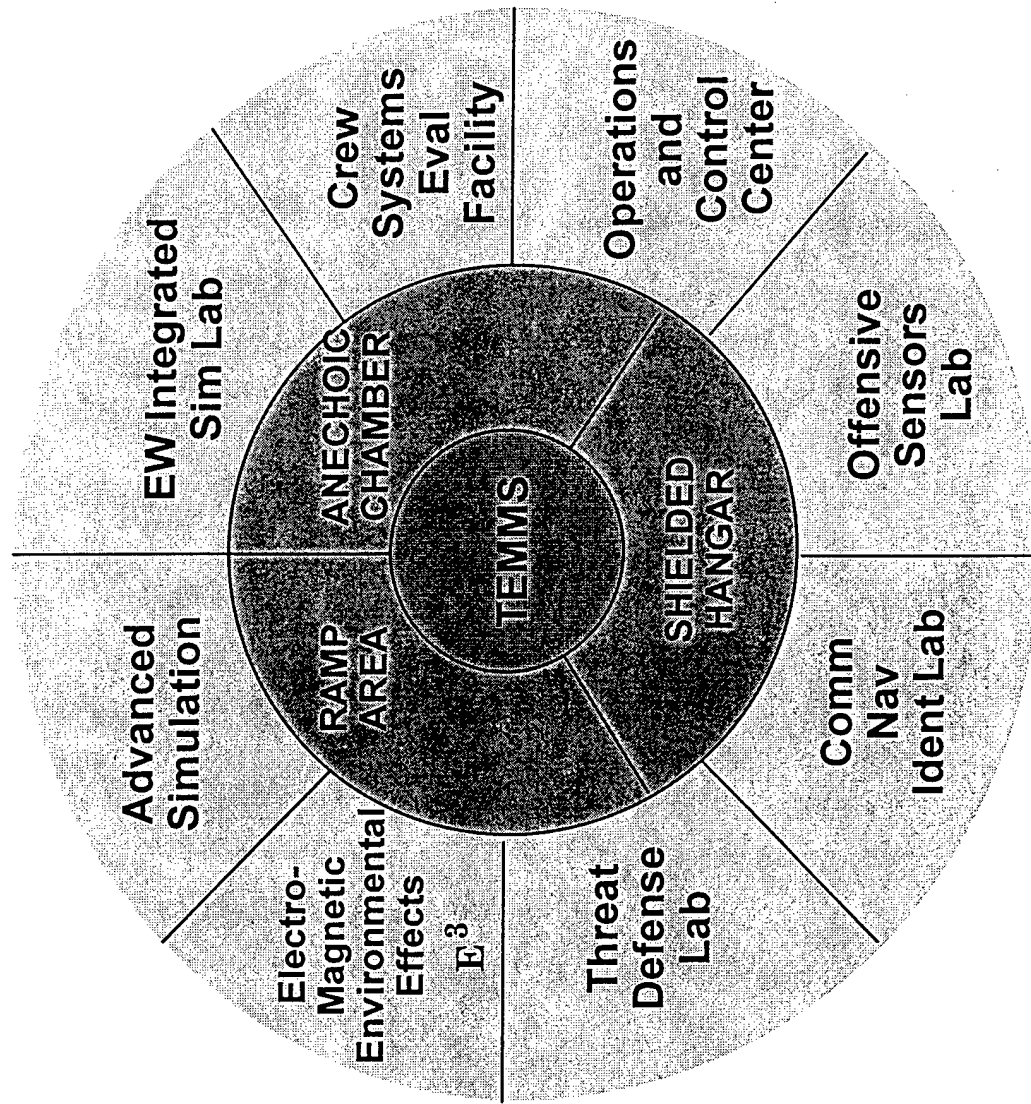 Advanced
Simulation
EW Integrated
Sim Lab
Electro-
Magnetic
Environmental
Effects
E³
RAMP
AREA
ANECHOIC
CHAMBER
Crew
Systems
Eval
Facility
TEMMS
Threat
Defense
Lab
SHIELDED
HANGAR
Operations
and
Control
Center
Comm
Nav
Ident Lab
Offensive
Sensors
Lab